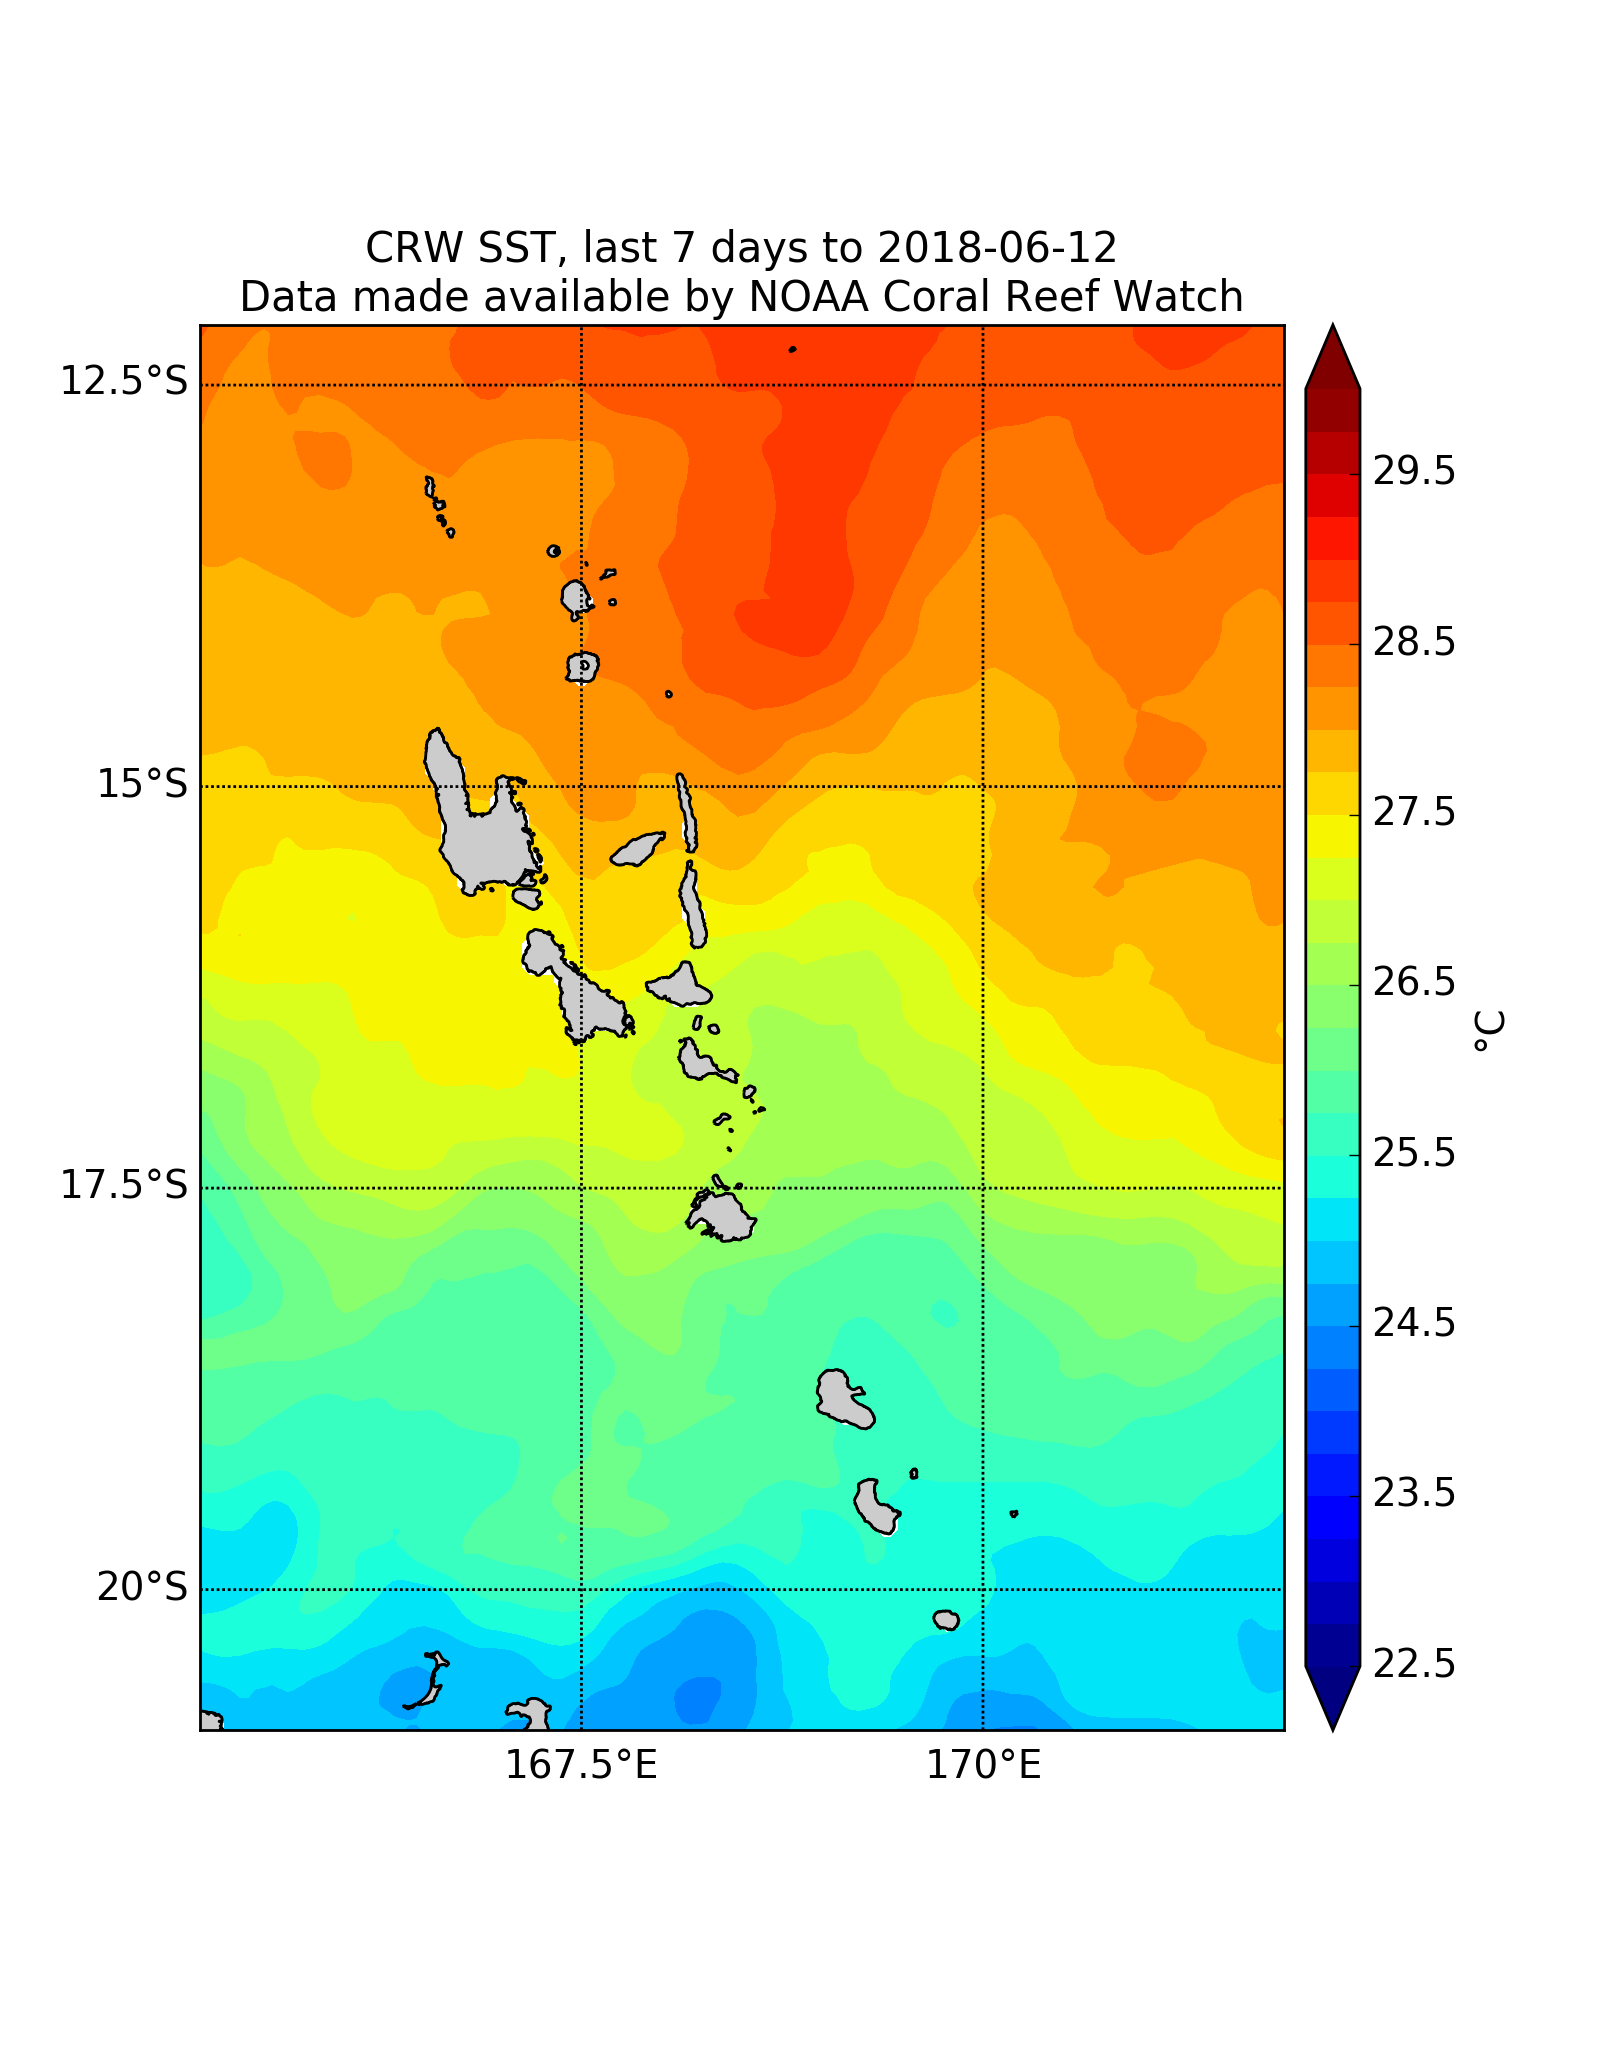 CRW SST, last 7 days to 2018-06-12
Data made available by NOAA Coral Reef Watch
12.5°S
15°S
17.5°S
20°S
167.5°E
170°E
29.5
28.5
27.5
26.5
25.5
24.5
23.5
22.5
°C